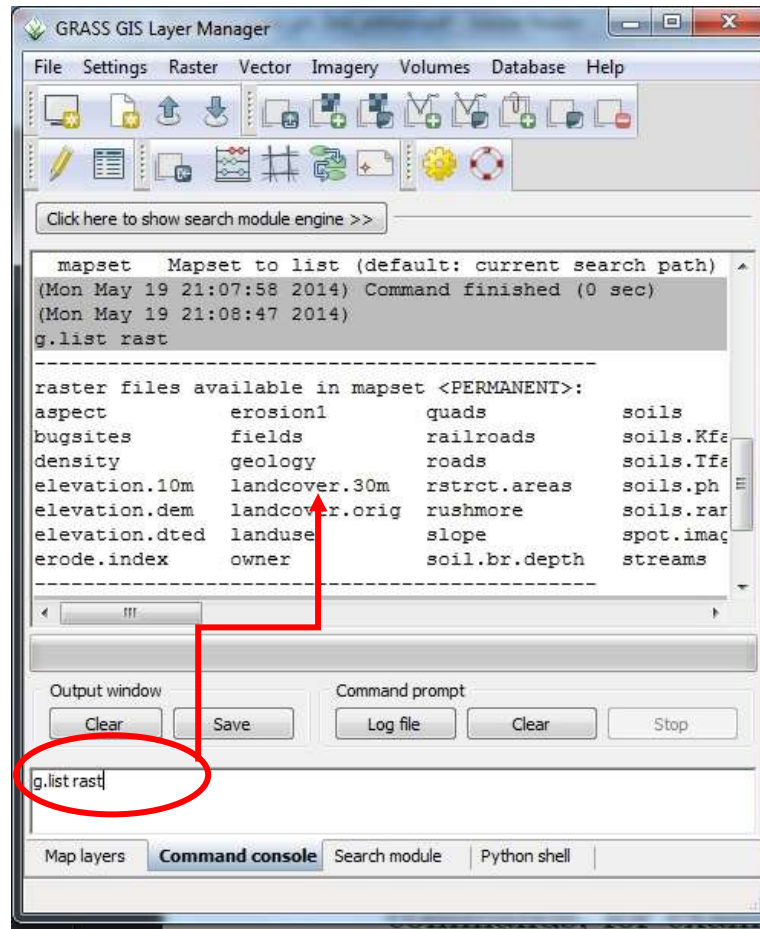 GRASS GIS Layer Manager
File Settings Raster Vector Imagery Volumes Database Help
Click here to show search module engine >>
mapset Mapset to list (default: current search path)
(Mon May 19 21:07:58 2014) Command finished (0 sec)
(Mon May 19 21:08:47 2014)
g.list rast
----------------------------------------------
raster files available in mapset <PERMANENT>:
aspect erosion1 quads soils
bugsites fields railroads soils.Kfa
density geology roads soils.Tfa
elevation.10m landcover.30m rstrct.areas soils.ph
elevation.dem landcover.orig rushmore soils.ran
elevation.dted landuse slope spot.imag
erode.index owner soil.br.depth streams
----------------------------------------------
Output window Command prompt
Clear Save Log file Clear Stop
g.list rast
Map layers Command console Search module Python shell